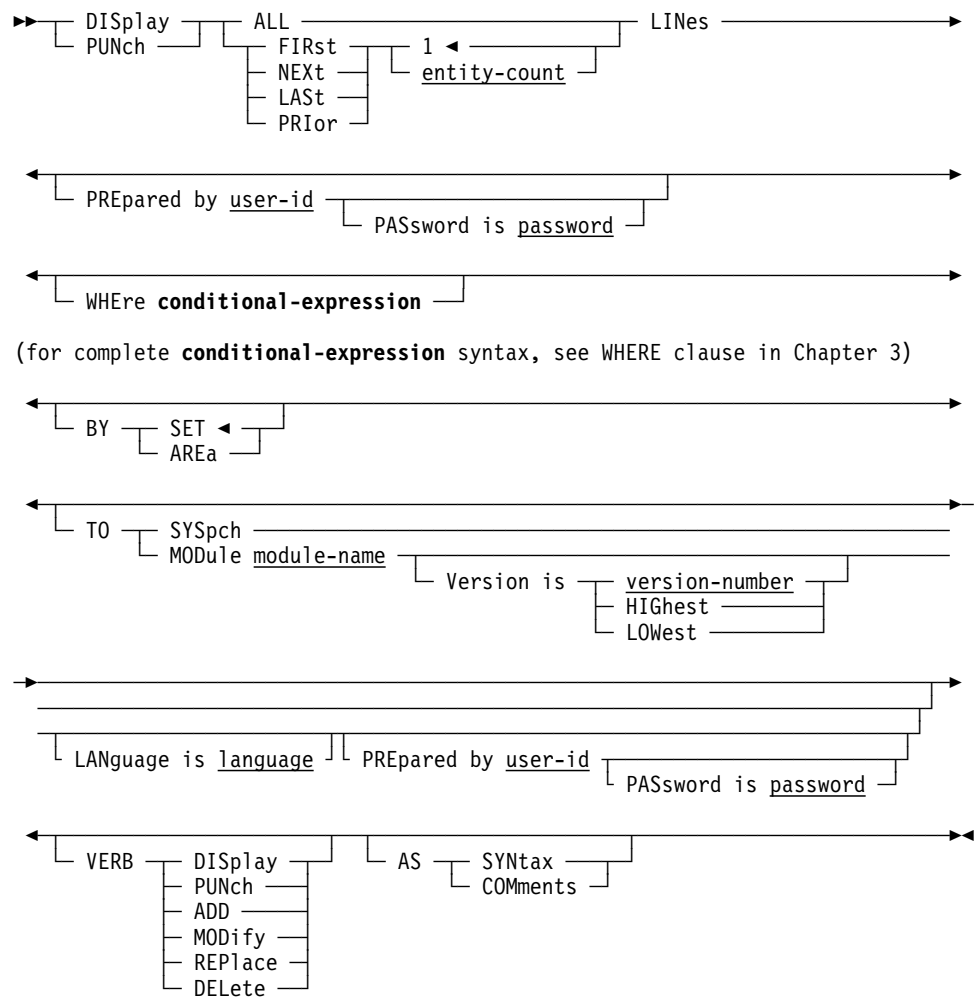 DISplay ALL LINes
PUNch FIRst 1
NEXt entity-count
LASt
PRIor
PREpared by user-id
PASsword is password
WHEre conditional-expression
(for complete conditional-expression syntax, see WHERE clause in Chapter 3)
BY SET
AREa
TO SYSpch
MODule module-name
Version is version-number
HIGhest
LOWest
LANguage is language PREpared by user-id
PASsword is password
VERB DISplay AS SYNtax
PUNch COMments
ADD
MODify
REPlace
DELete